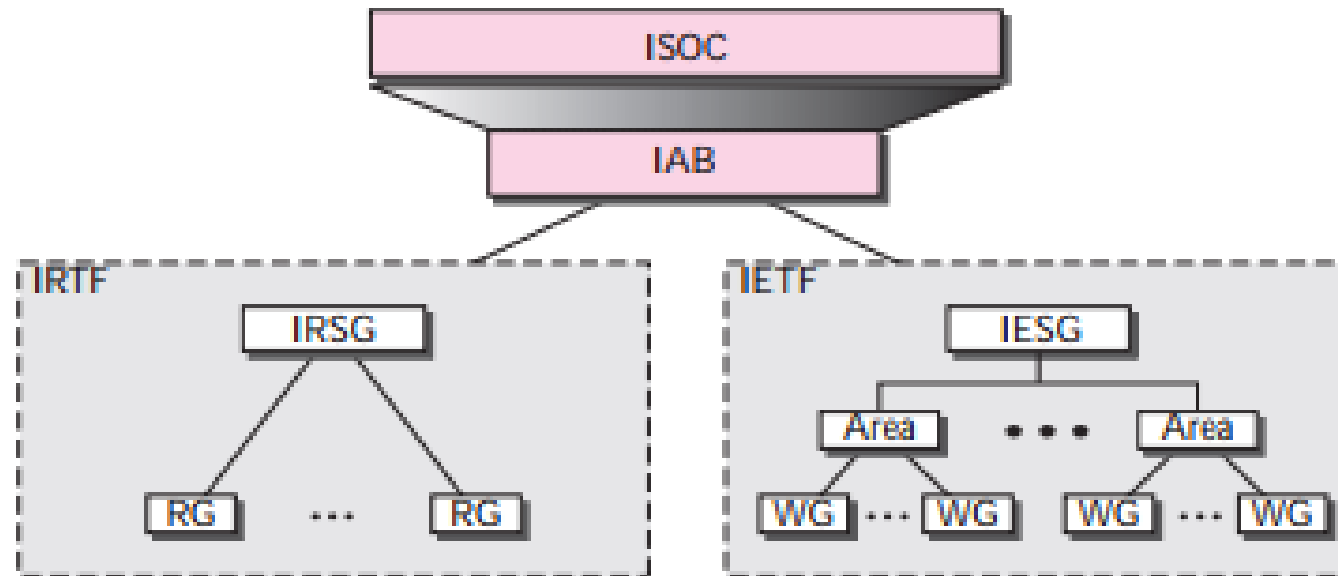 ISOC
IAB
IRTF
IETF
IRSG
IESG
Area • • • Area
RG ... RG
WG ... WG WG ... WG